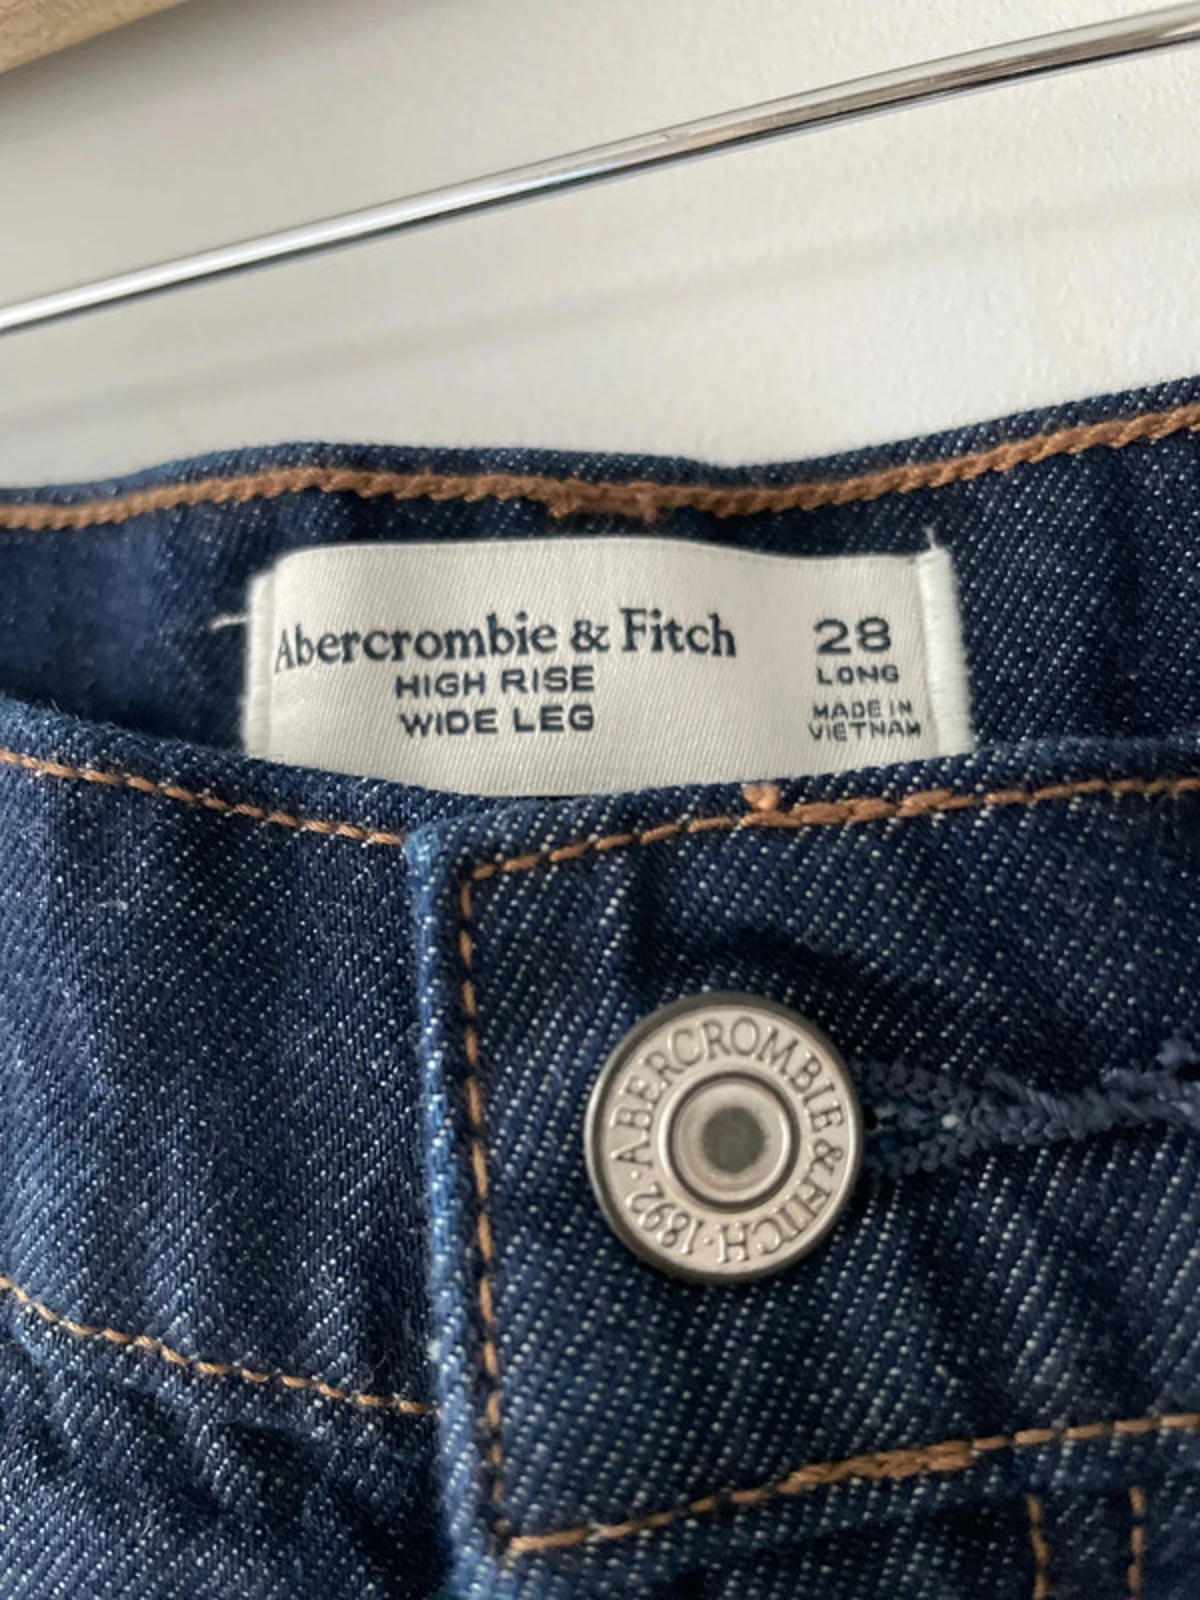 Abercrombie & Fitch
HIGH RISE
WIDE LEG
28
LONG
MADE IN
VIETNAM
ABERCROMBIE & FITCH · 1892 ·